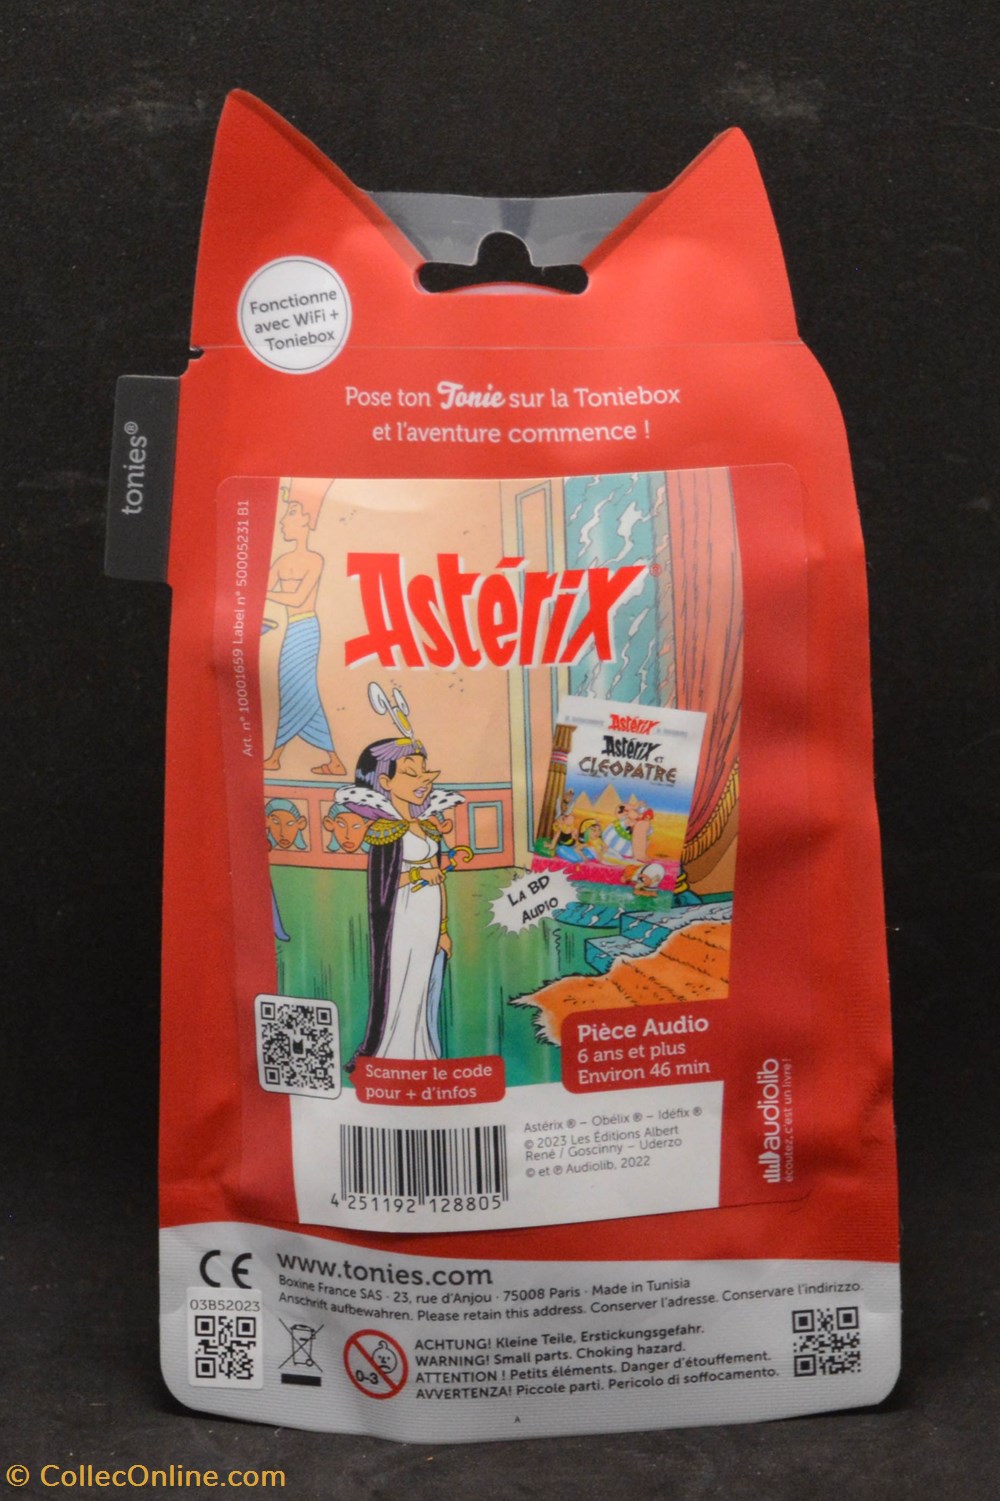 Fonctionne
avec WiFi +
Toniebox
Pose ton Tonie sur la Toniebox
et l'aventure commence !
tonies®
Art. n° 10001659 Label n° 50005231 B1
Astérix®
Astérix
Astérix
ET
CLEOPATRE
LA BD
AUDIO
Pièce Audio
6 ans et plus
Environ 46 min
Scanner le code
pour + d'infos
Astérix ® – Obélix ® – Idéfix ®
© 2023 Les Éditions Albert
René / Goscinny – Uderzo
© et ℗ Audiolib, 2022
audiolib
écoutez, c'est un livre !
4 251192 128805
CE
www.tonies.com
Boxine France SAS · 23, rue d'Anjou · 75008 Paris · Made in Tunisia
Anschrift aufbewahren. Please retain this address. Conserver l'adresse. Conservare l'indirizzo.
03B52023
0-3
ACHTUNG! Kleine Teile, Erstickungsgefahr.
WARNING! Small parts. Choking hazard.
ATTENTION ! Petits éléments. Danger d'étouffement.
AVVERTENZA! Piccole parti. Pericolo di soffocamento.
© CollecOnline.com